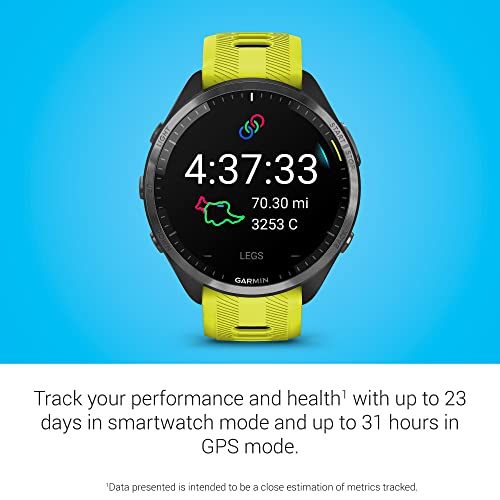 LIGHT
START • STOP
4:37:33
70.30 mi
3253 C
LEGS
GARMIN
Track your performance and health¹ with up to 23
days in smartwatch mode and up to 31 hours in
GPS mode.
¹Data presented is intended to be a close estimation of metrics tracked.